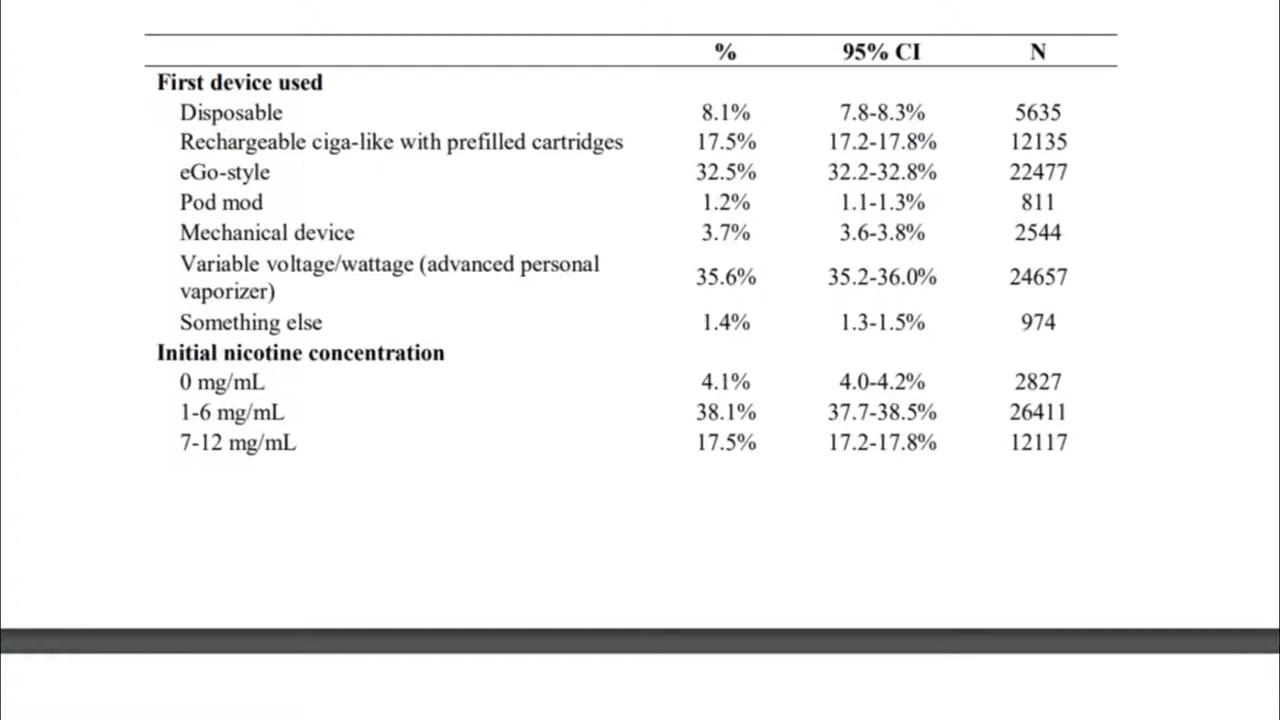 % 95% CI N
First device used
Disposable 8.1% 7.8-8.3% 5635
Rechargeable ciga-like with prefilled cartridges 17.5% 17.2-17.8% 12135
eGo-style 32.5% 32.2-32.8% 22477
Pod mod 1.2% 1.1-1.3% 811
Mechanical device 3.7% 3.6-3.8% 2544
Variable voltage/wattage (advanced personal
vaporizer) 35.6% 35.2-36.0% 24657
Something else 1.4% 1.3-1.5% 974
Initial nicotine concentration
0 mg/mL 4.1% 4.0-4.2% 2827
1-6 mg/mL 38.1% 37.7-38.5% 26411
7-12 mg/mL 17.5% 17.2-17.8% 12117